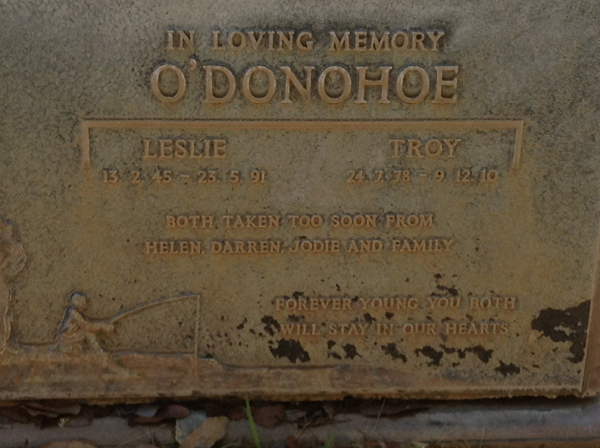 IN LOVING MEMORY
O'DONOHOE
LESLIE TROY
13.2.45 - 23.5.91 24.7.78 - 9.12.10
BOTH TAKEN TOO SOON FROM
HELEN, DARREN, JODIE AND FAMILY
FOREVER YOUNG YOU BOTH
WILL STAY IN OUR HEARTS